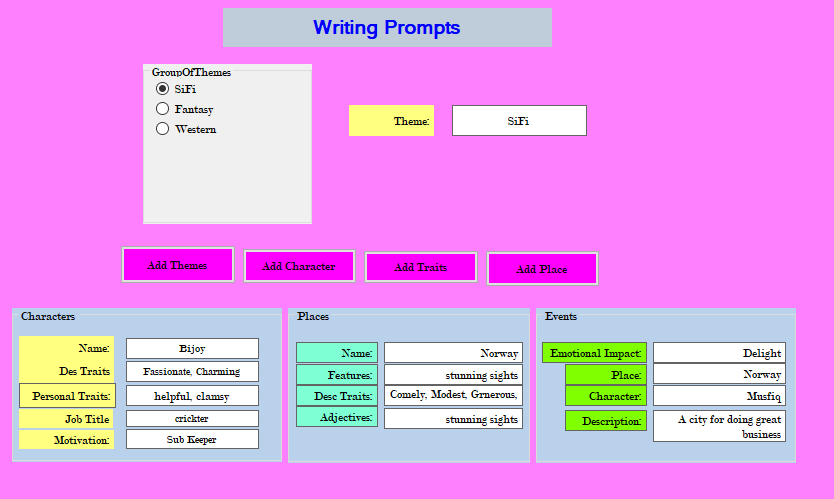 Writing Prompts
GroupOfThemes
SiFi
Fantasy
Western
Theme: SiFi
Add Themes Add Character Add Traits Add Place
Characters
Name: Bijoy
Des Traits Fassionate, Charming
Personal Traits: helpful, clamsy
Job Title crickter
Motivation: Sub Keeper
Places
Name: Norway
Features: stunning sights
Desc Traits: Comely, Modest, Grnerous,
Adjectives: stunning sights
Events
Emotional Impact: Delight
Place: Norway
Character: Musfiq
Description: A city for doing great
business